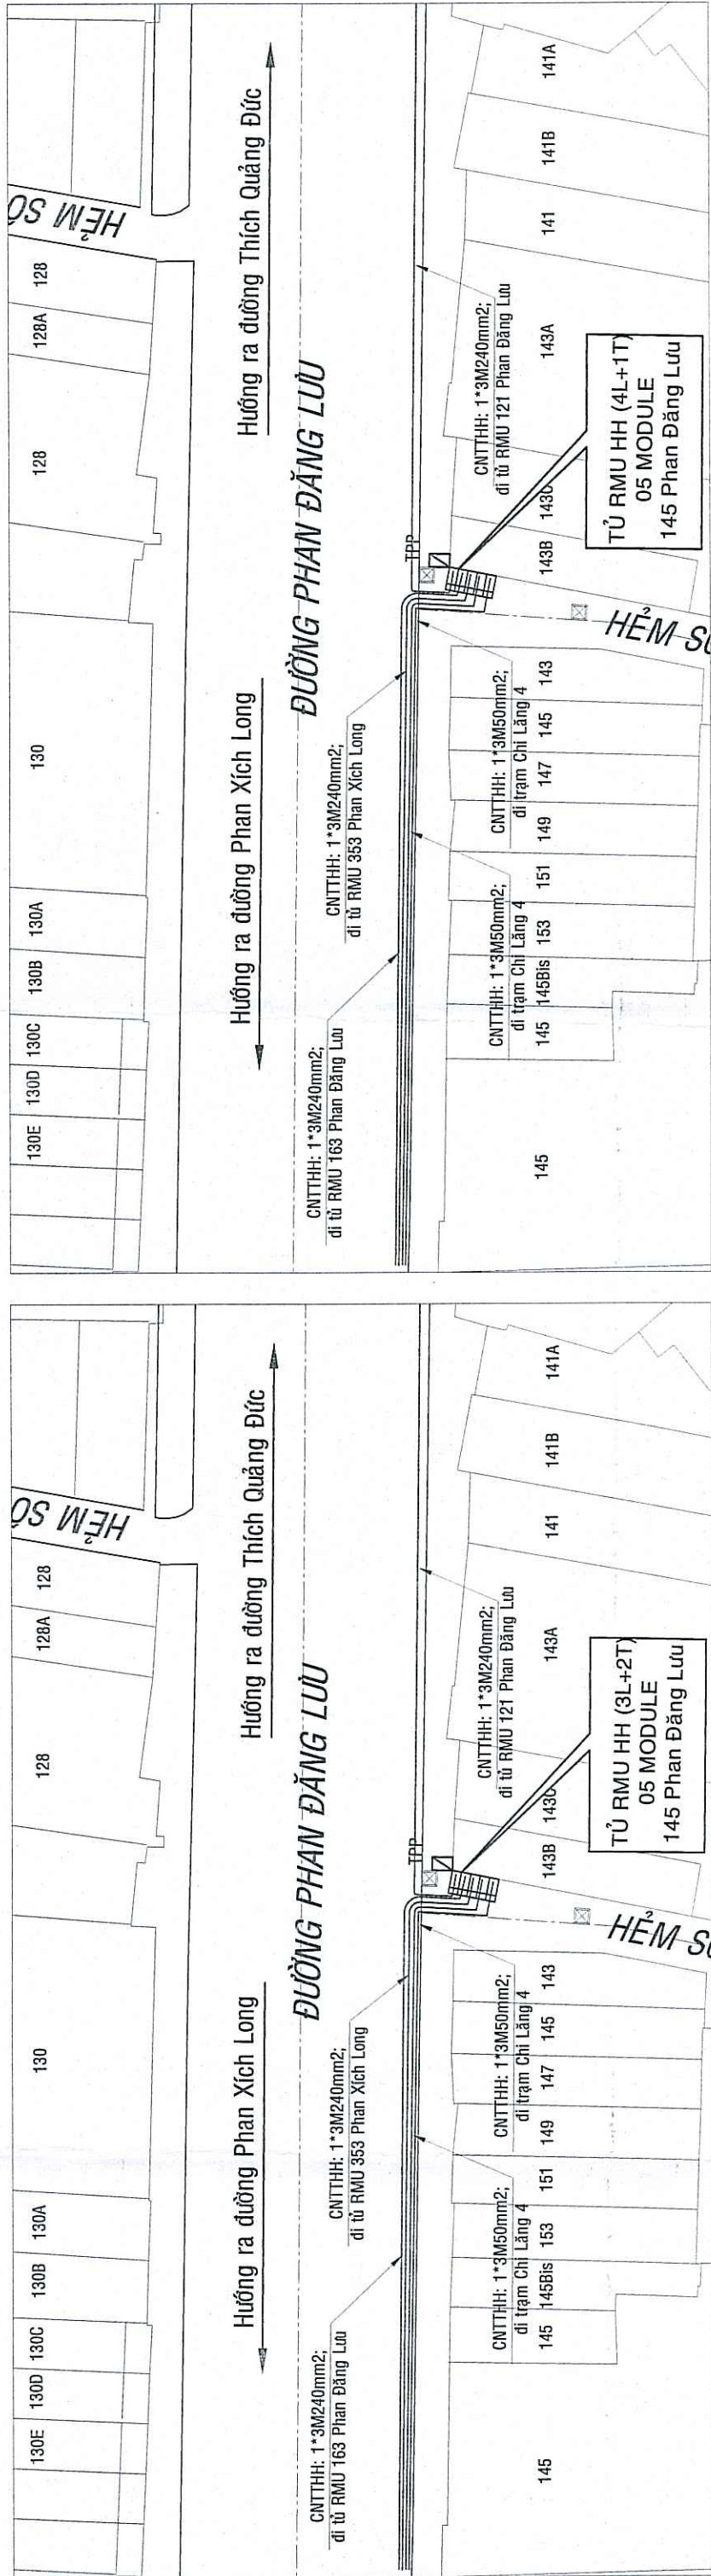 HẺM SỐ
128
128A
128
130
130A
130B
130C
130D
130E
Hướng ra đường Thích Quảng Đức
Hướng ra đường Phan Xích Long
ĐƯỜNG PHAN ĐĂNG LƯU
CNTTHH: 1*3M240mm2;
đi tủ RMU 163 Phan Đăng Lưu
CNTTHH: 1*3M240mm2;
đi tủ RMU 353 Phan Xích Long
TPP
CNTTHH: 1*3M240mm2;
đi tủ RMU 121 Phan Đăng Lưu
CNTTHH: 1*3M50mm2;
đi trạm Chi Lăng 4
CNTTHH: 1*3M50mm2;
đi trạm Chi Lăng 4
141A
141B
141
143A
143C
143B
143
145
147
149
151
153
145Bis
145
145
HẺM SỐ
TỦ RMU HH (4L+1T)
05 MODULE
145 Phan Đăng Lưu
HẺM SỐ
128
128A
128
130
130A
130B
130C
130D
130E
Hướng ra đường Thích Quảng Đức
Hướng ra đường Phan Xích Long
ĐƯỜNG PHAN ĐĂNG LƯU
CNTTHH: 1*3M240mm2;
đi tủ RMU 163 Phan Đăng Lưu
CNTTHH: 1*3M240mm2;
đi tủ RMU 353 Phan Xích Long
TPP
CNTTHH: 1*3M240mm2;
đi tủ RMU 121 Phan Đăng Lưu
CNTTHH: 1*3M50mm2;
đi trạm Chi Lăng 4
CNTTHH: 1*3M50mm2;
đi trạm Chi Lăng 4
141A
141B
141
143A
143C
143B
143
145
147
149
151
153
145Bis
145
145
HẺM SỐ
TỦ RMU HH (3L+2T)
05 MODULE
145 Phan Đăng Lưu